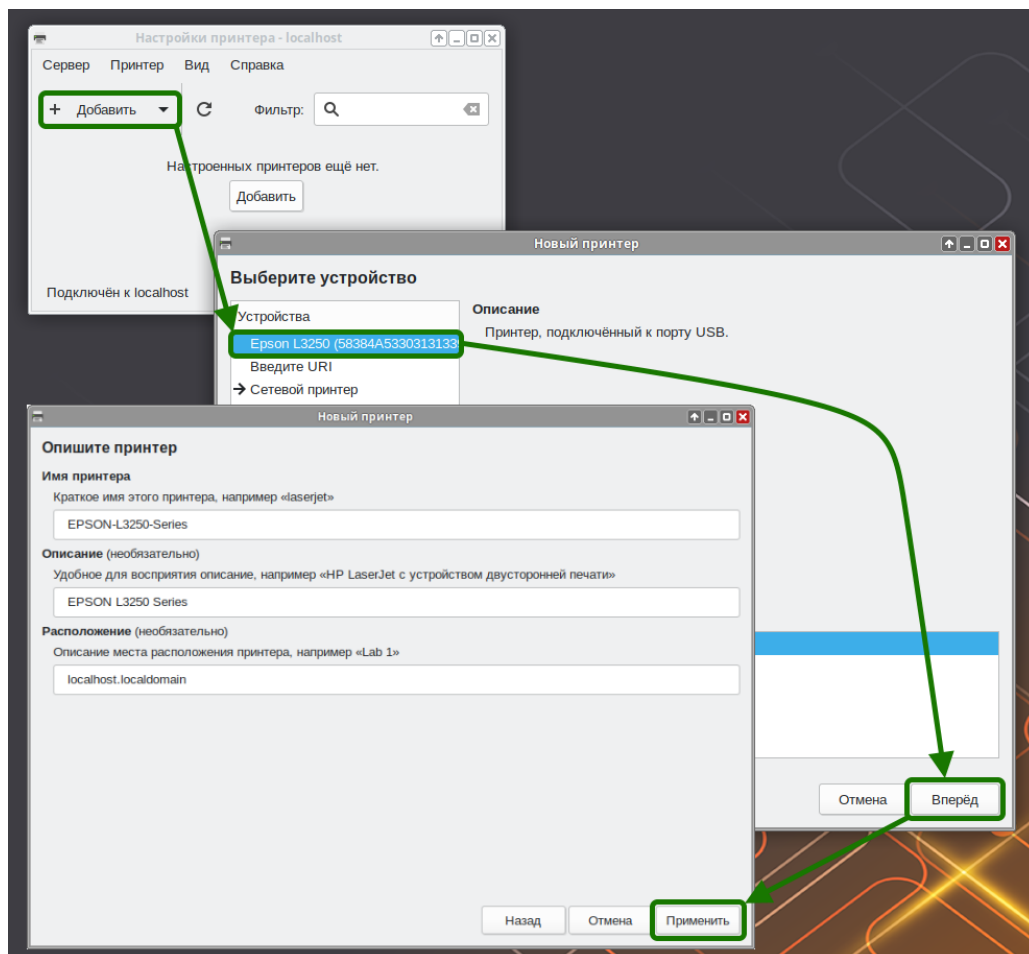 Настройки принтера - localhost
Сервер Принтер Вид Справка
+ Добавить
Фильтр:
Настроенных принтеров ещё нет.
Добавить
Подключён к localhost
Новый принтер
Выберите устройство
Устройства
Epson L3250 (58384A5330313133
Введите URI
Сетевой принтер
Описание
Принтер, подключённый к порту USB.
Отмена Вперёд
Новый принтер
Опишите принтер
Имя принтера
Краткое имя этого принтера, например «laserjet»
EPSON-L3250-Series
Описание (необязательно)
Удобное для восприятия описание, например «HP LaserJet с устройством двусторонней печати»
EPSON L3250 Series
Расположение (необязательно)
Описание места расположения принтера, например «Lab 1»
localhost.localdomain
Назад Отмена Применить